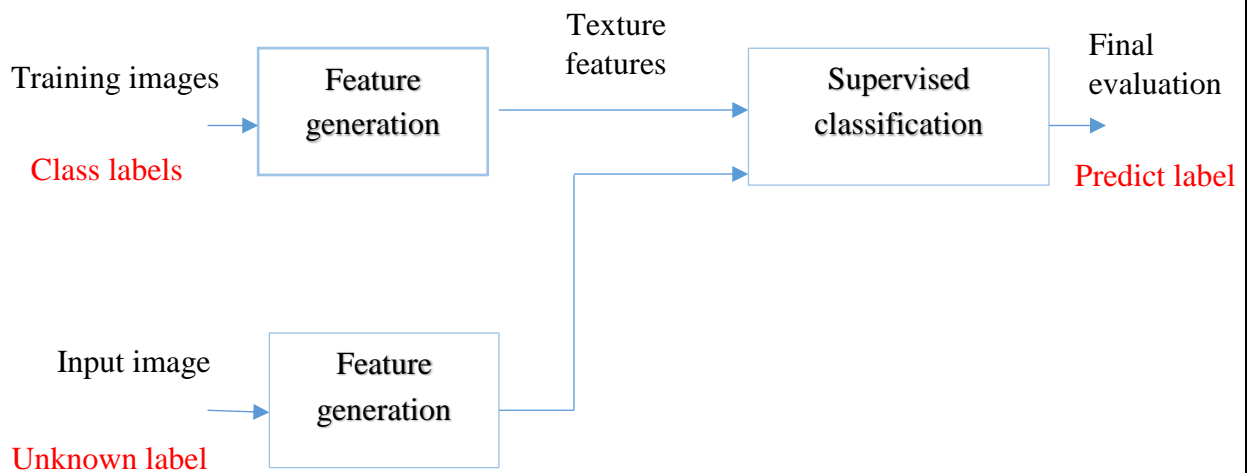 Training images
Class labels
Feature
generation
Texture
features
Supervised
classification
Final
evaluation
Predict label
Input image
Unknown label
Feature
generation